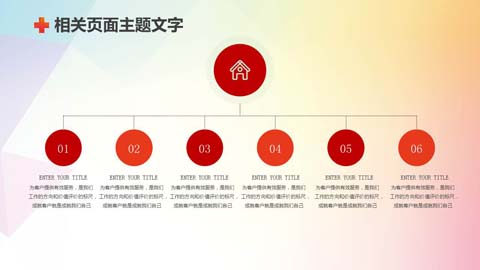 相关页面主题文字
01
02
03
04
05
06
ENTER YOUR TITLE
ENTER YOUR TITLE
ENTER YOUR TITLE
ENTER YOUR TITLE
ENTER YOUR TITLE
ENTER YOUR TITLE
为客户提供有效服务，是我们
工作的方向和价值评价的标尺，
成就客户就是成就我们自己
为客户提供有效服务，是我们
工作的方向和价值评价的标尺，
成就客户就是成就我们自己
为客户提供有效服务，是我们
工作的方向和价值评价的标尺，
成就客户就是成就我们自己
为客户提供有效服务，是我们
工作的方向和价值评价的标尺，
成就客户就是成就我们自己
为客户提供有效服务，是我们
工作的方向和价值评价的标尺，
成就客户就是成就我们自己
为客户提供有效服务，是我们
工作的方向和价值评价的标尺，
成就客户就是成就我们自己